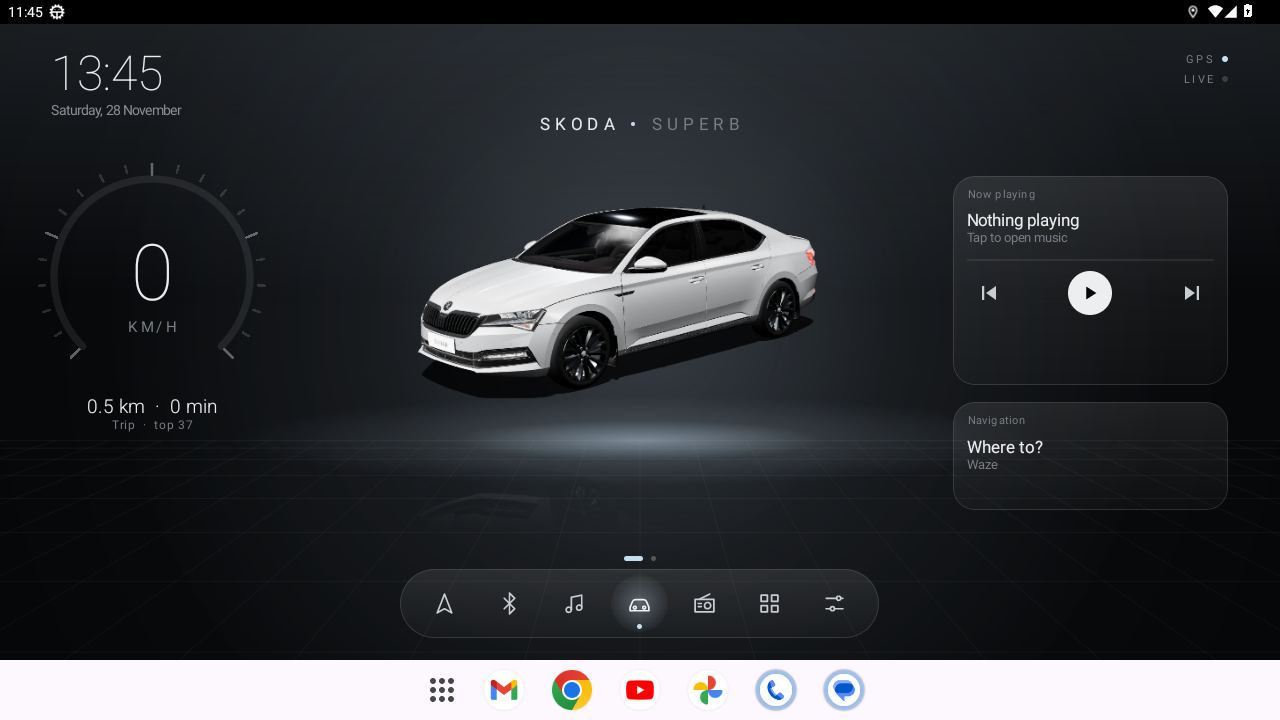 11:45
13:45
Saturday, 28 November
GPS
LIVE
SKODA • SUPERB
0
KM/H
0.5 km · 0 min
Trip · top 37
Now playing
Nothing playing
Tap to open music
Navigation
Where to?
Waze